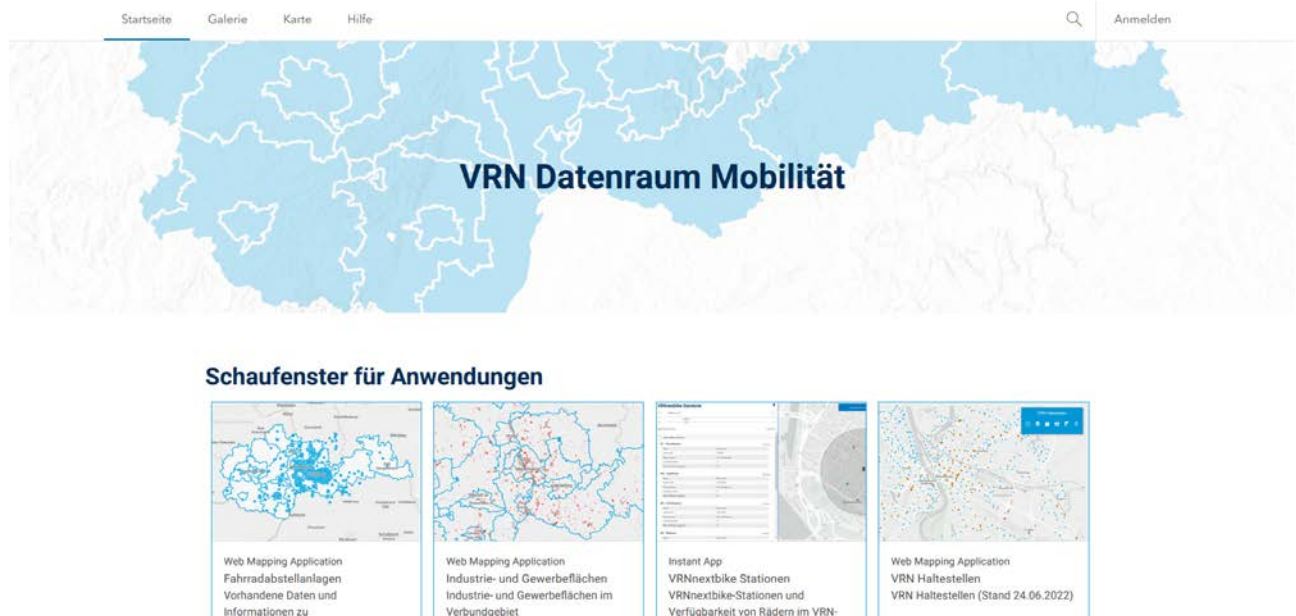 Startseite Galerie Karte Hilfe Anmelden
VRN Datenraum Mobilität
Schaufenster für Anwendungen
Web Mapping Application
Fahrradabstellanlagen
Vorhandene Daten und
Informationen zu
Web Mapping Application
Industrie- und Gewerbeflächen
Industrie- und Gewerbeflächen im
Verbundgebiet
Instant App
VRNnextbike Stationen
VRNnextbike-Stationen und
Verfügbarkeit von Rädern im VRN-
Web Mapping Application
VRN Haltestellen
VRN Haltestellen (Stand 24.06.2022)